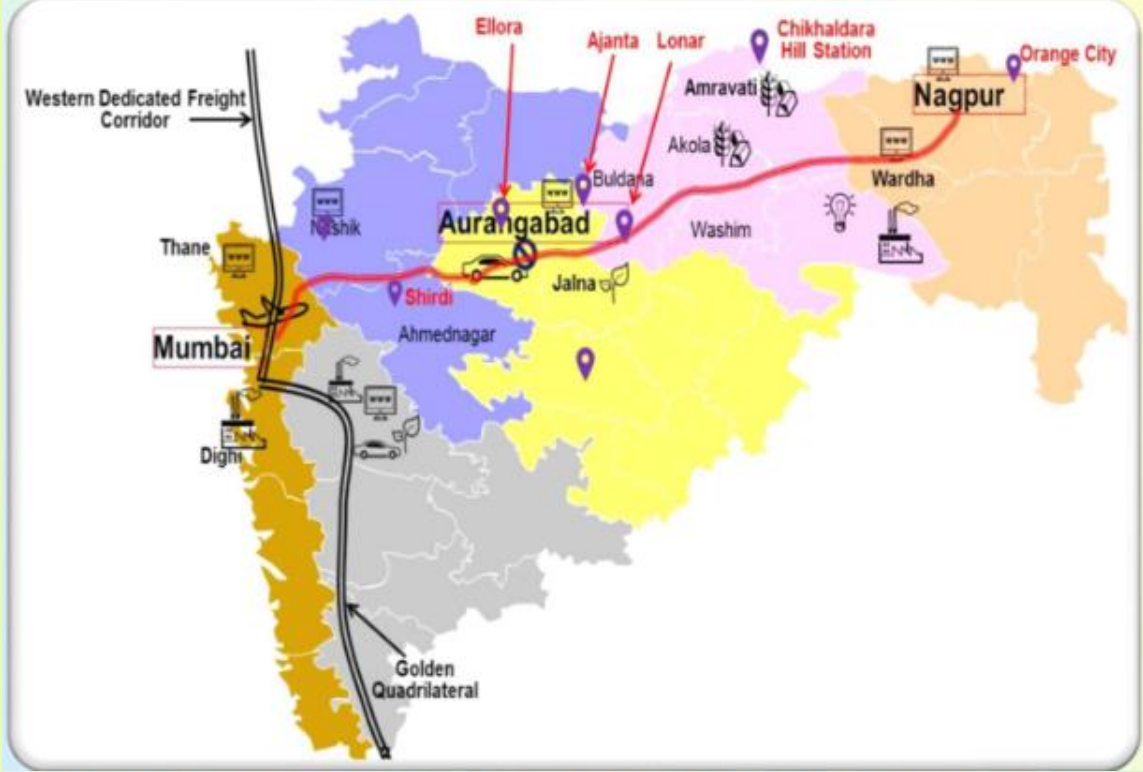 Ellora
Ajanta
Lonar
Chikhaldara
Hill Station
Orange City
Western Dedicated Freight
Corridor
Amravati
Nagpur
Akola
Wardha
Buldana
Nashik
Aurangabad
Washim
Thane
Jalna
Shirdi
Mumbai
Ahmednagar
Dighi
Golden
Quadrilateral